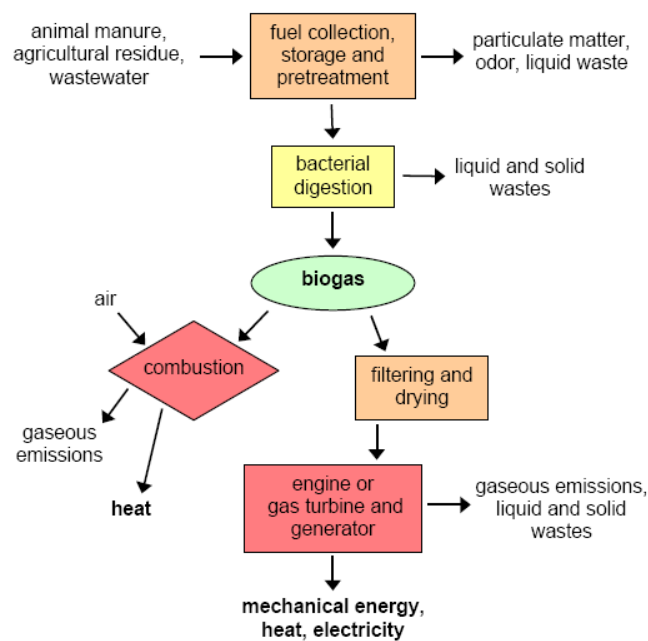 animal manure,
agricultural residue,
wastewater
fuel collection,
storage and
pretreatment
particulate matter,
odor, liquid waste
bacterial
digestion
liquid and solid
wastes
biogas
air
combustion
filtering and
drying
gaseous
emissions
heat
engine or
gas turbine and
generator
gaseous emissions,
liquid and solid
wastes
mechanical energy,
heat, electricity